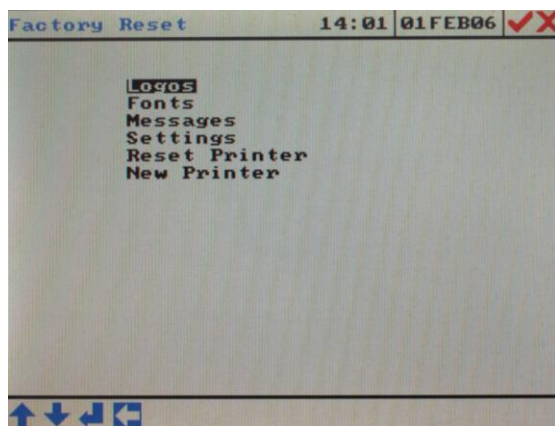 Factory Reset 14:01 01FEB06
Logos
Fonts
Messages
Settings
Reset Printer
New Printer